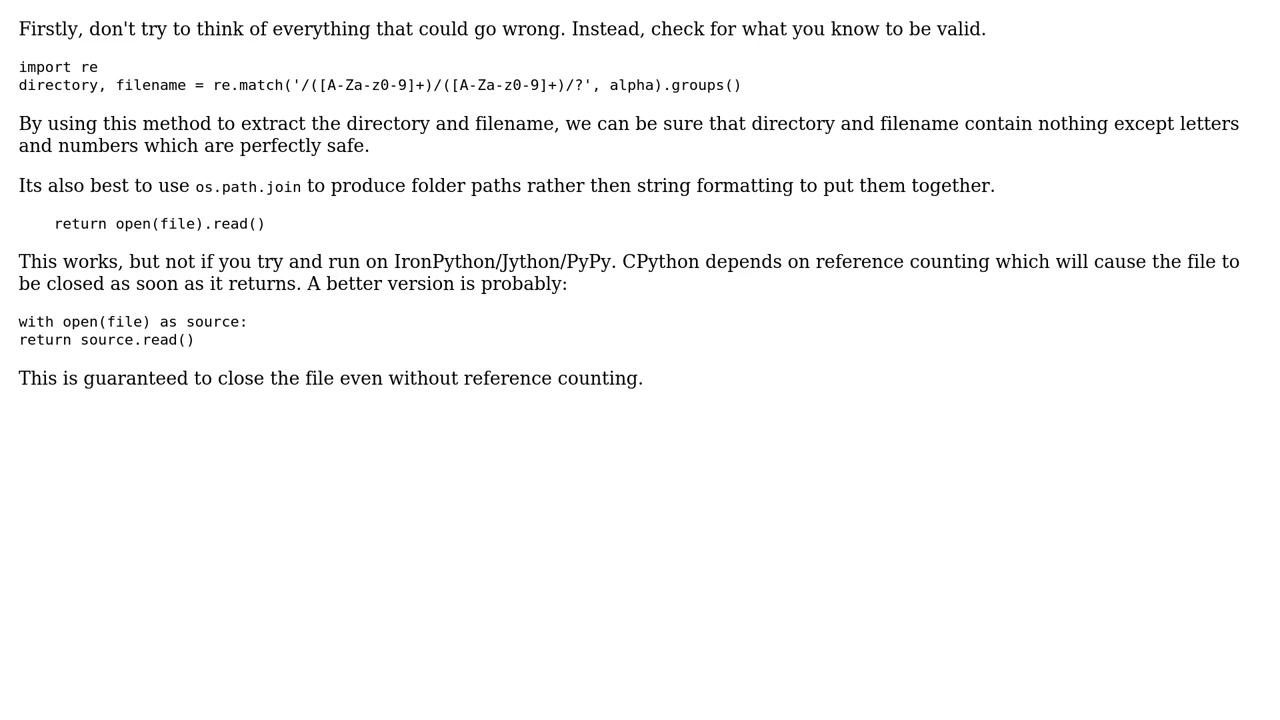 Firstly, don't try to think of everything that could go wrong. Instead, check for what you know to be valid.
import re
directory, filename = re.match('/([A-Za-z0-9]+)/([A-Za-z0-9]+)/?', alpha).groups()
By using this method to extract the directory and filename, we can be sure that directory and filename contain nothing except letters
and numbers which are perfectly safe.
Its also best to use os.path.join to produce folder paths rather then string formatting to put them together.
    return open(file).read()
This works, but not if you try and run on IronPython/Jython/PyPy. CPython depends on reference counting which will cause the file to
be closed as soon as it returns. A better version is probably:
with open(file) as source:
return source.read()
This is guaranteed to close the file even without reference counting.